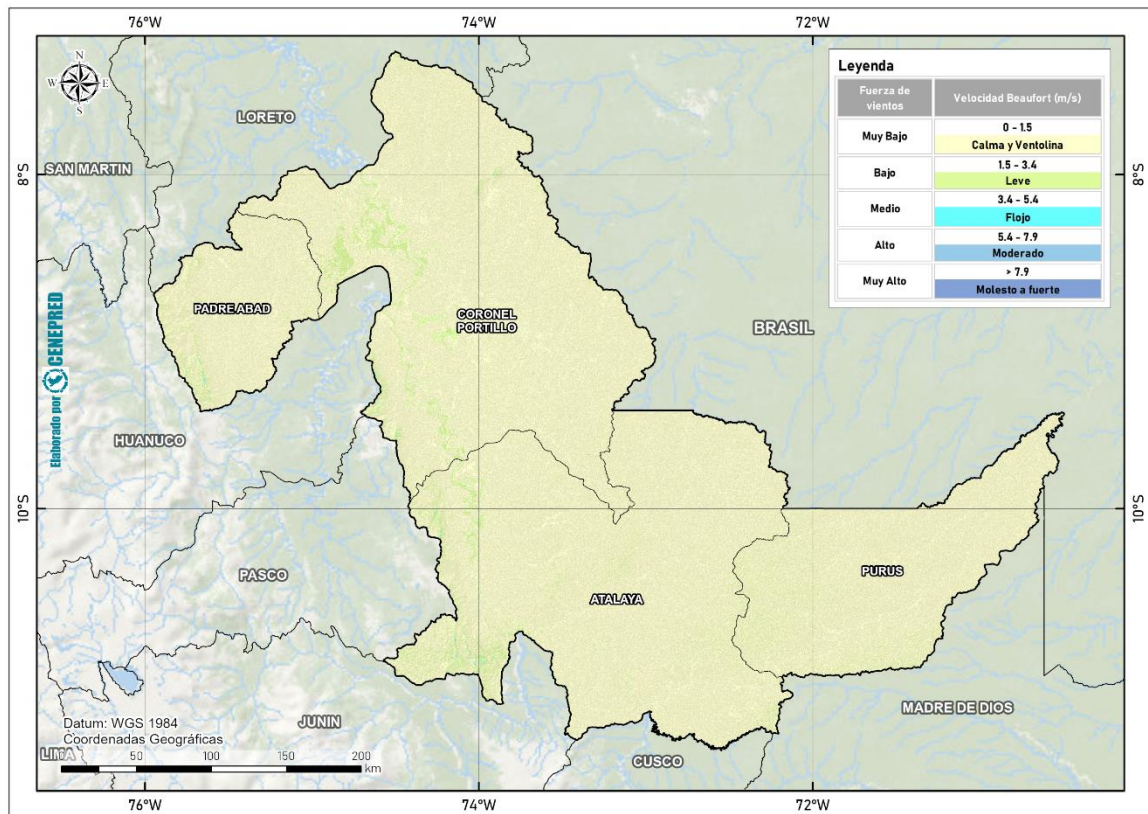 76°W
74°W
72°W
N
W
E
S
Leyenda
Fuerza de
vientos
Velocidad Beaufort (m/s)
Muy Bajo
0 - 1.5
Calma y Ventolina
Bajo
1.5 - 3.4
Leve
Medio
3.4 - 5.4
Flojo
Alto
5.4 - 7.9
Moderado
Muy Alto
> 7.9
Molesto a fuerte
LORETO
SAN MARTIN
8°S
8°S
PADRE ABAD
CORONEL
PORTILLO
BRASIL
Elaborado por CENEPRED
HUANUCO
10°S
10°S
PASCO
ATALAYA
PURUS
MADRE DE DIOS
JUNIN
CUSCO
Datum: WGS 1984
Coordenadas Geográficas
LIMA
0 50 100 150 200
km
76°W
74°W
72°W